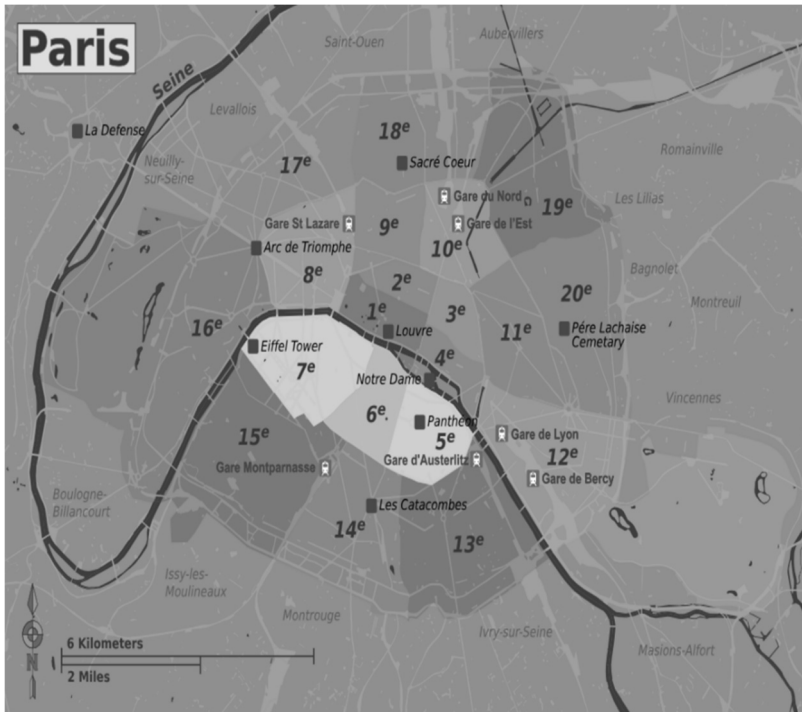 Paris
Saint-Ouen
Aubervillers
Seine
Levallois
La Defense
18e
Romainville
Neuilly-
sur-Seine
17e
Sacré Coeur
Gare du Nord
Les Lilias
19e
Gare St Lazare
9e
Gare de l'Est
Arc de Triomphe
10e
8e
2e
Bagnolet
20e
Montreuil
1e
3e
16e
Louvre
11e
Pére Lachaise
Cemetary
Eiffel Tower
4e
7e
Notre Dame
Vincennes
6e
Pantheon
15e
5e
Gare de Lyon
Gare Montparnasse
Gare d'Austerlitz
12e
Gare de Bercy
Boulogne-
Billancourt
Les Catacombes
14e
13e
Issy-les-
Moulineaux
Montrouge
Ivry-sur-Seine
6 Kilometers
Masions-Alfort
N
2 Miles